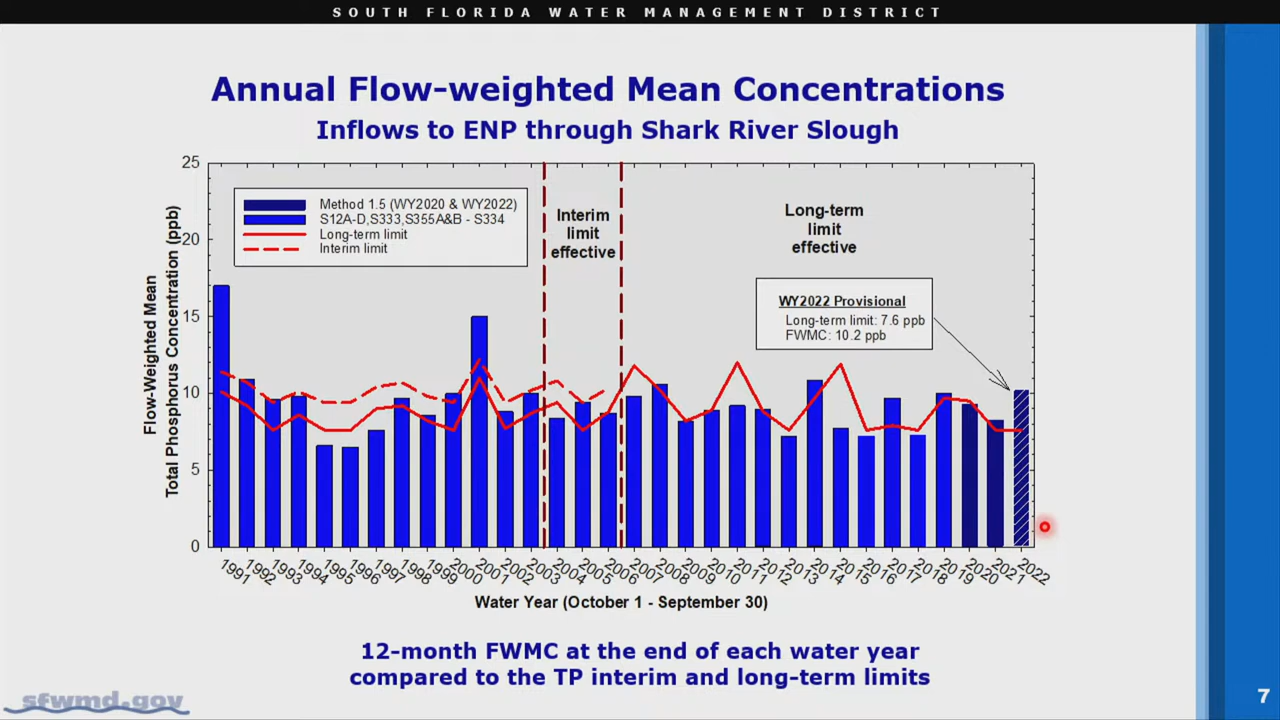 SOUTH FLORIDA WATER MANAGEMENT DISTRICT
Annual Flow-weighted Mean Concentrations
Inflows to ENP through Shark River Slough
Flow-Weighted Mean
Total Phosphorus Concentration (ppb)
25
20
15
10
5
0
Method 1.5 (WY2020 & WY2022)
S12A-D,S333,S355A&B - S334
Long-term limit
Interim limit
Interim
limit
effective
Long-term
limit
effective
WY2022 Provisional
Long-term limit: 7.6 ppb
FWMC: 10.2 ppb
1991 1992 1993 1994 1995 1996 1997 1998 1999 2000 2001 2002 2003 2004 2005 2006 2007 2008 2009 2010 2011 2012 2013 2014 2015 2016 2017 2018 2019 2020 2021 2022
Water Year (October 1 - September 30)
12-month FWMC at the end of each water year
compared to the TP interim and long-term limits
sfwmd.gov
7